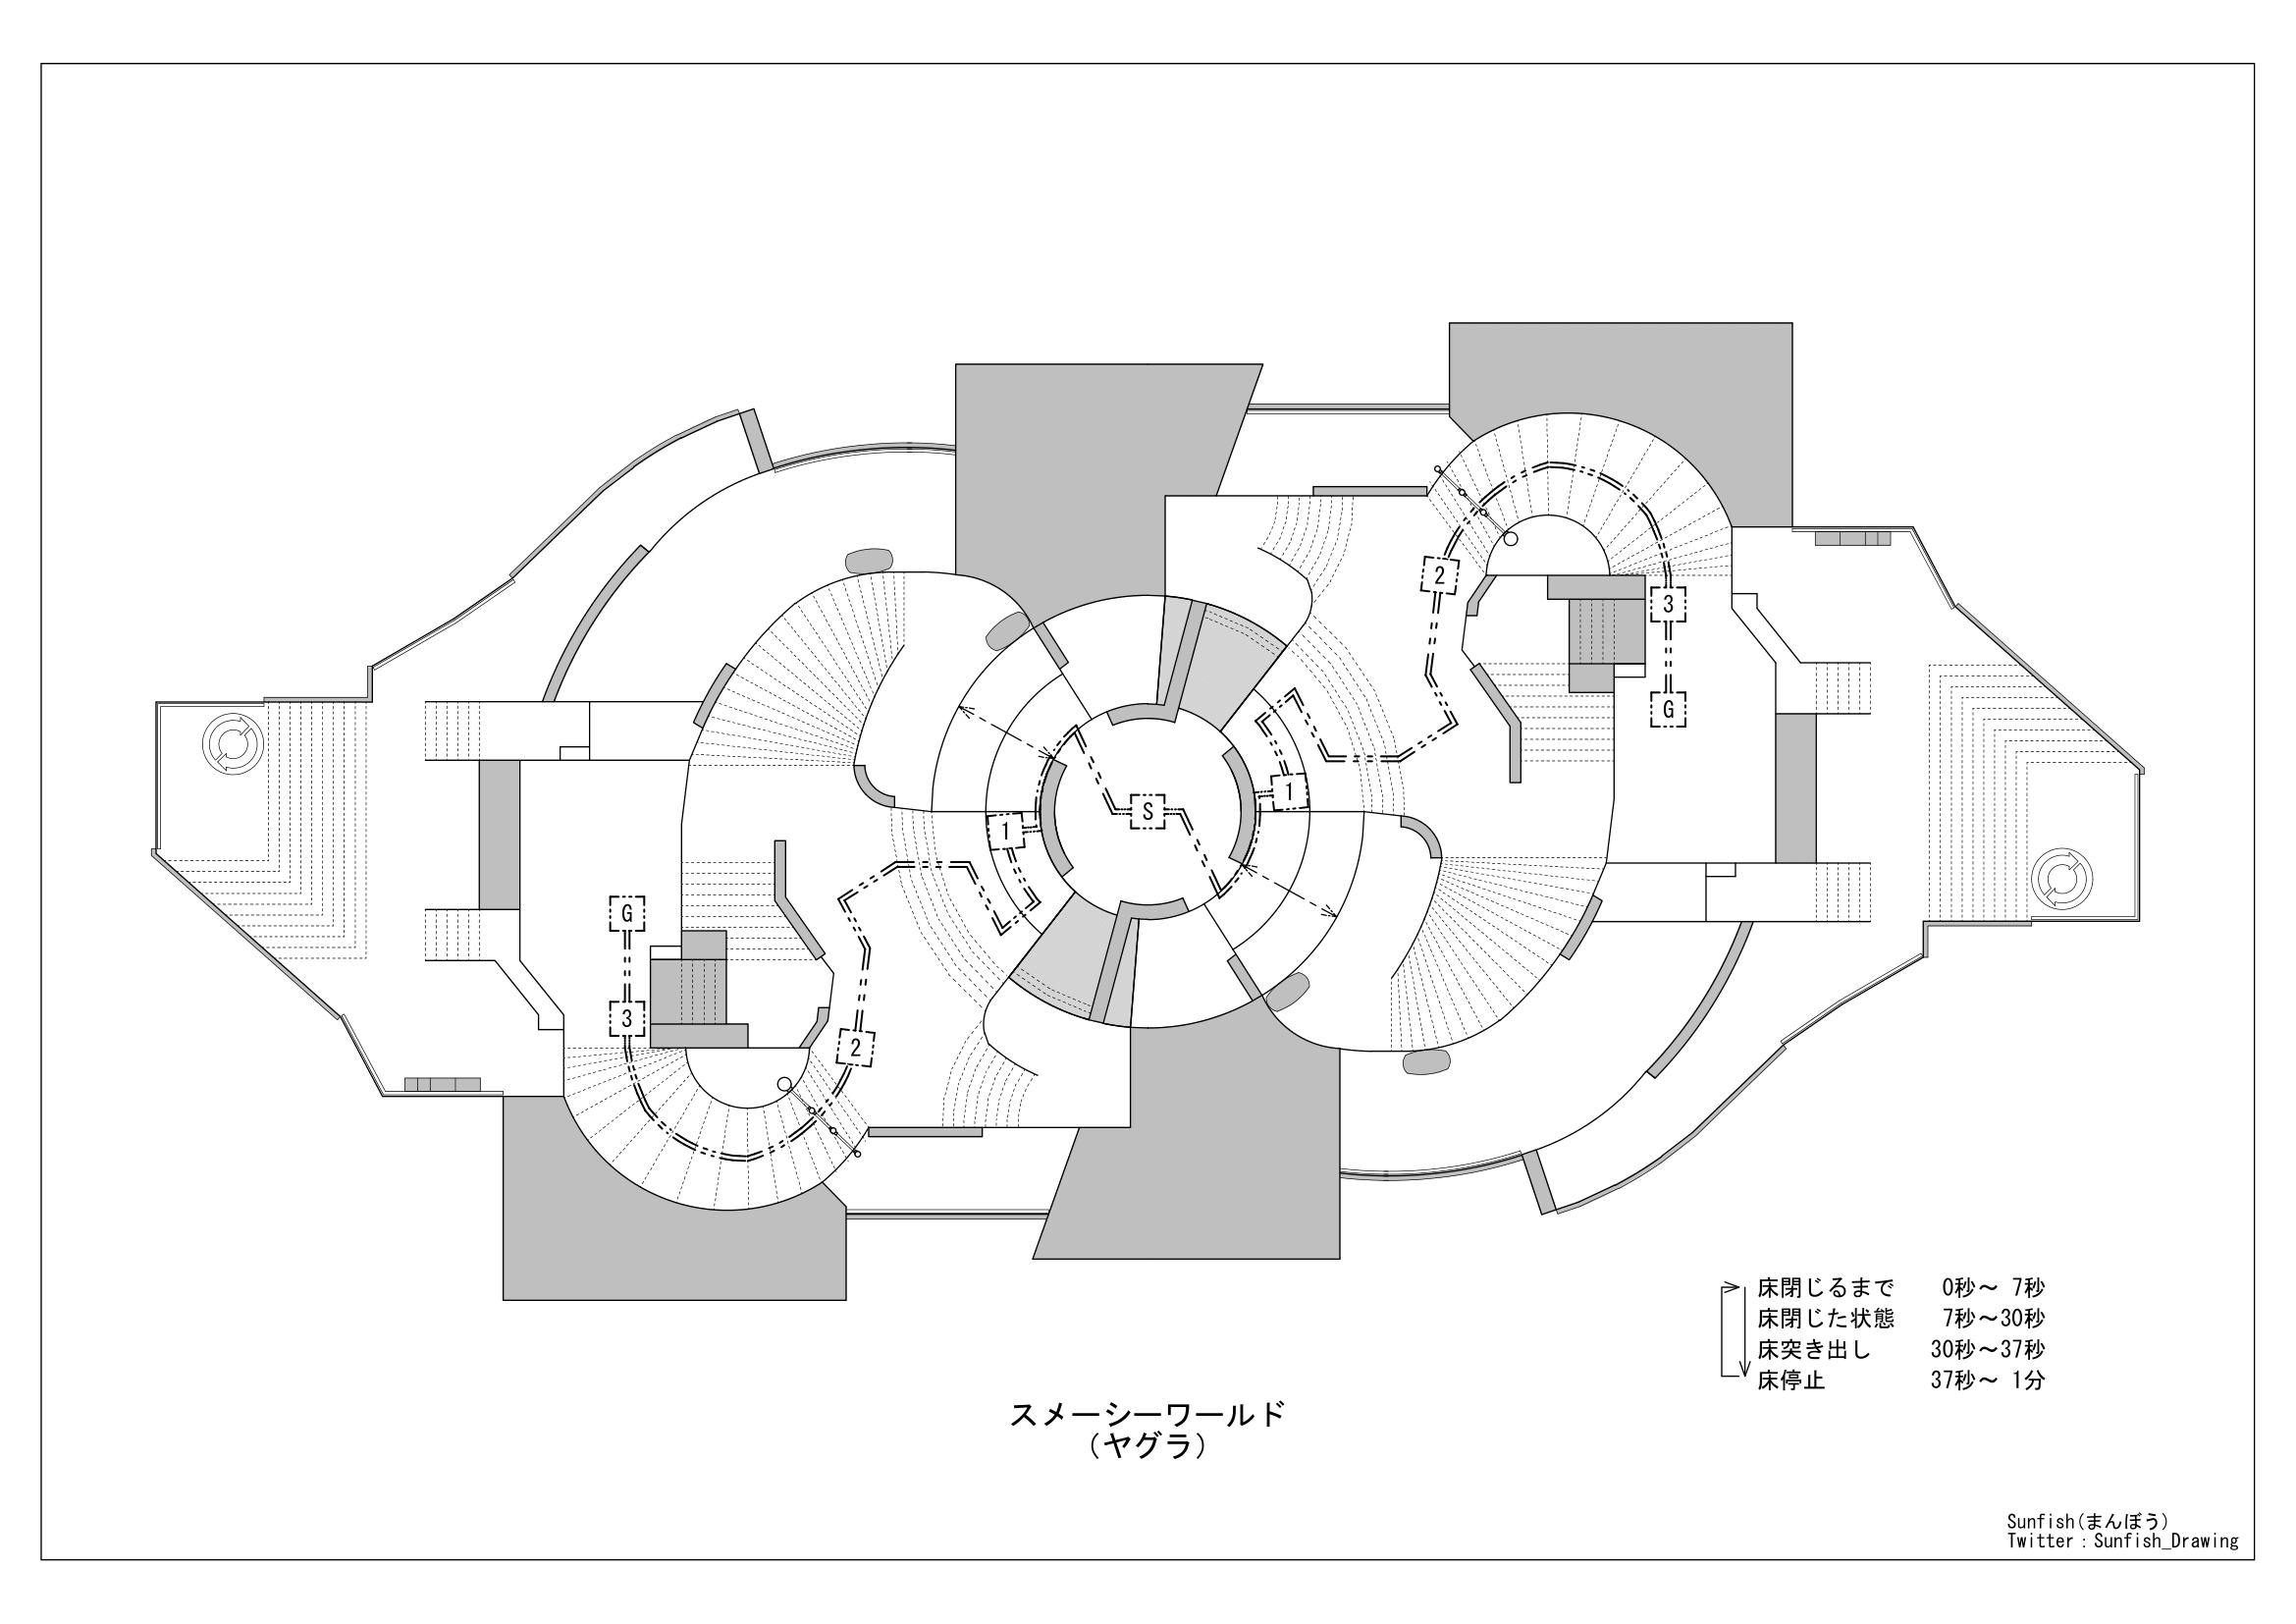 2
3
G
1
S
1
G
3
2
床閉じるまで 0秒～ 7秒
床閉じた状態 7秒～30秒
床突き出し 30秒～37秒
床停止 37秒～ 1分
スメーシーワールド
(ヤグラ)
Sunfish(まんぼう)
Twitter：Sunfish_Drawing